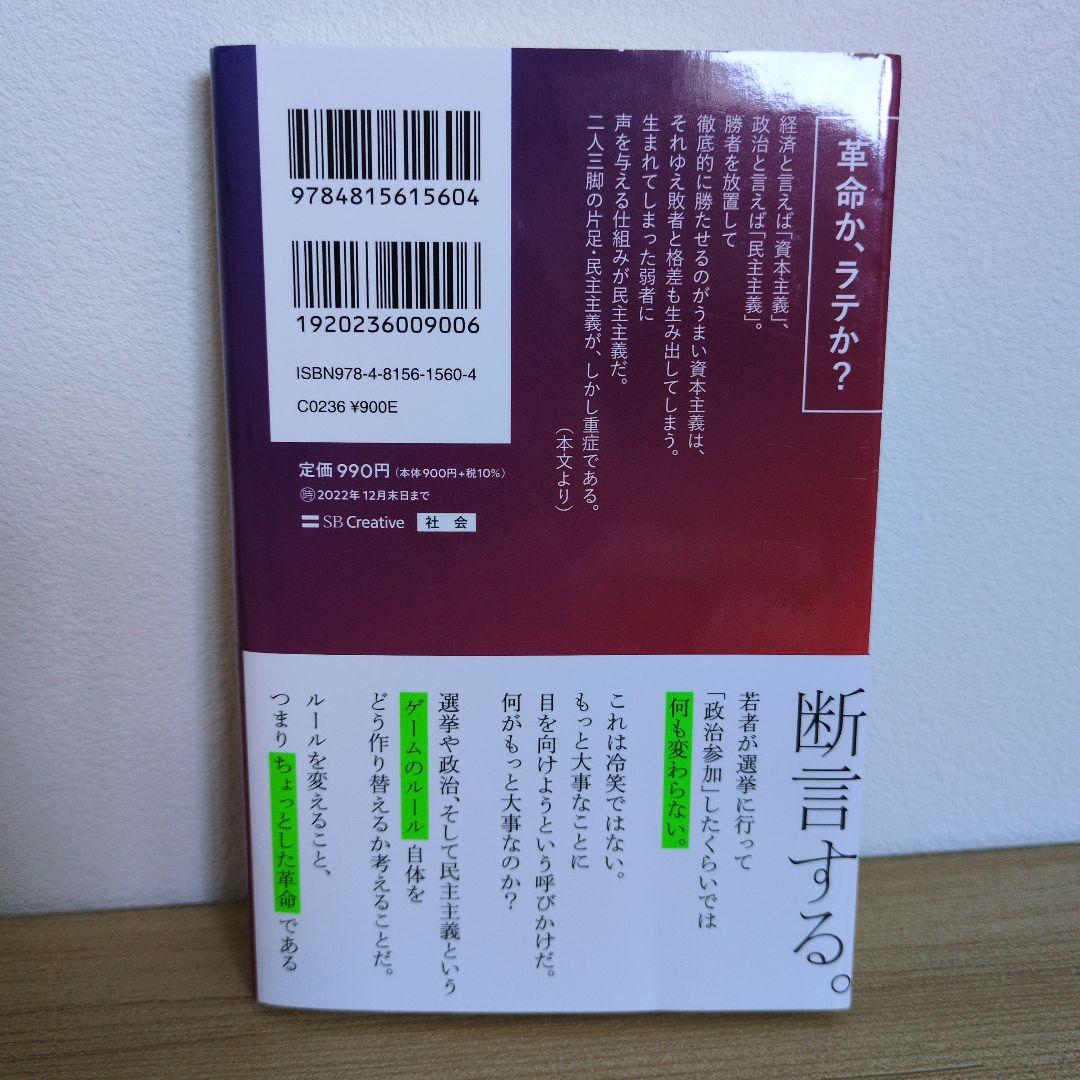 革命か、ラテか?
経済と言えば「資本主義」、
政治と言えば「民主主義」。
勝者を放置して
徹底的に勝たせるのがうまい資本主義は、
それゆえ敗者と格差も生み出してしまう。
生まれてしまった弱者に
声を与える仕組みが民主主義だ。
二人三脚の片足・民主主義が、しかし重症である。
(本文より)
9784815615604
1920236009006
ISBN978-4-8156-1560-4
C0236 ¥900E
定価 990円(本体900円+税10%)
時 2022年12月末日まで
SB Creative 社会
断言する。
若者が選挙に行って
「政治参加」したくらいでは
何も変わらない。
これは冷笑ではない。
もっと大事なことに
目を向けようという呼びかけだ。
何がもっと大事なのか?
選挙や政治、そして民主主義という
ゲームのルール自体を
どう作り替えるか考えることだ。
ルールを変えること、
つまりちょっとした革命である